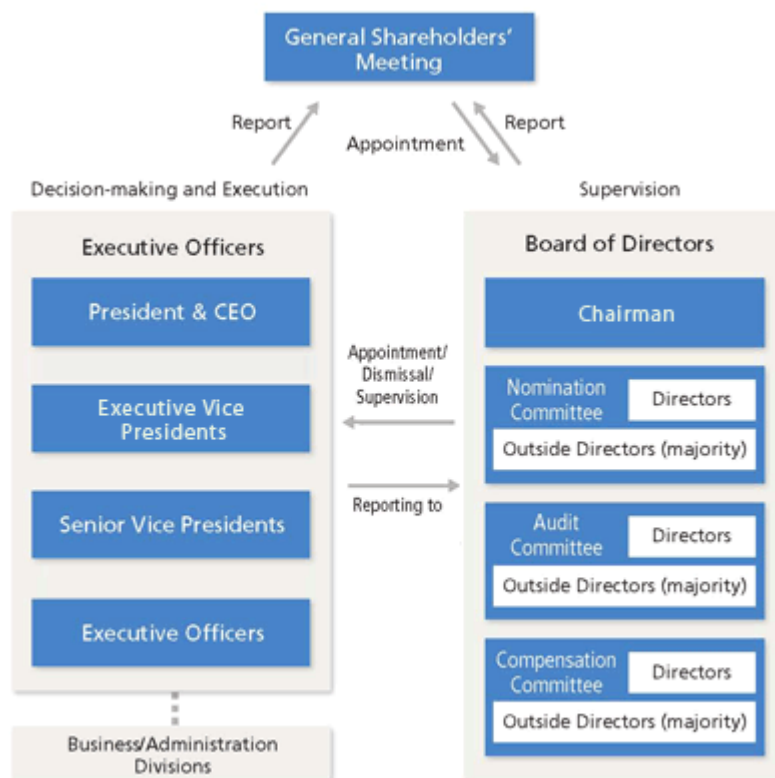 General Shareholders'
Meeting
Report
Appointment
Report
Decision-making and Execution
Supervision
Executive Officers
President & CEO
Executive Vice
Presidents
Senior Vice Presidents
Executive Officers
Business/Administration
Divisions
Appointment/
Dismissal/
Supervision
Reporting to
Board of Directors
Chairman
Nomination
Committee
Directors
Outside Directors (majority)
Audit
Committee
Directors
Outside Directors (majority)
Compensation
Committee
Directors
Outside Directors (majority)